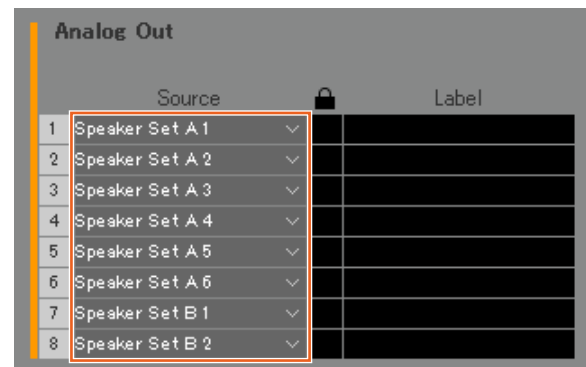 Analog Out
Source Label
1 Speaker Set A 1
2 Speaker Set A 2
3 Speaker Set A 3
4 Speaker Set A 4
5 Speaker Set A 5
6 Speaker Set A 6
7 Speaker Set B 1
8 Speaker Set B 2